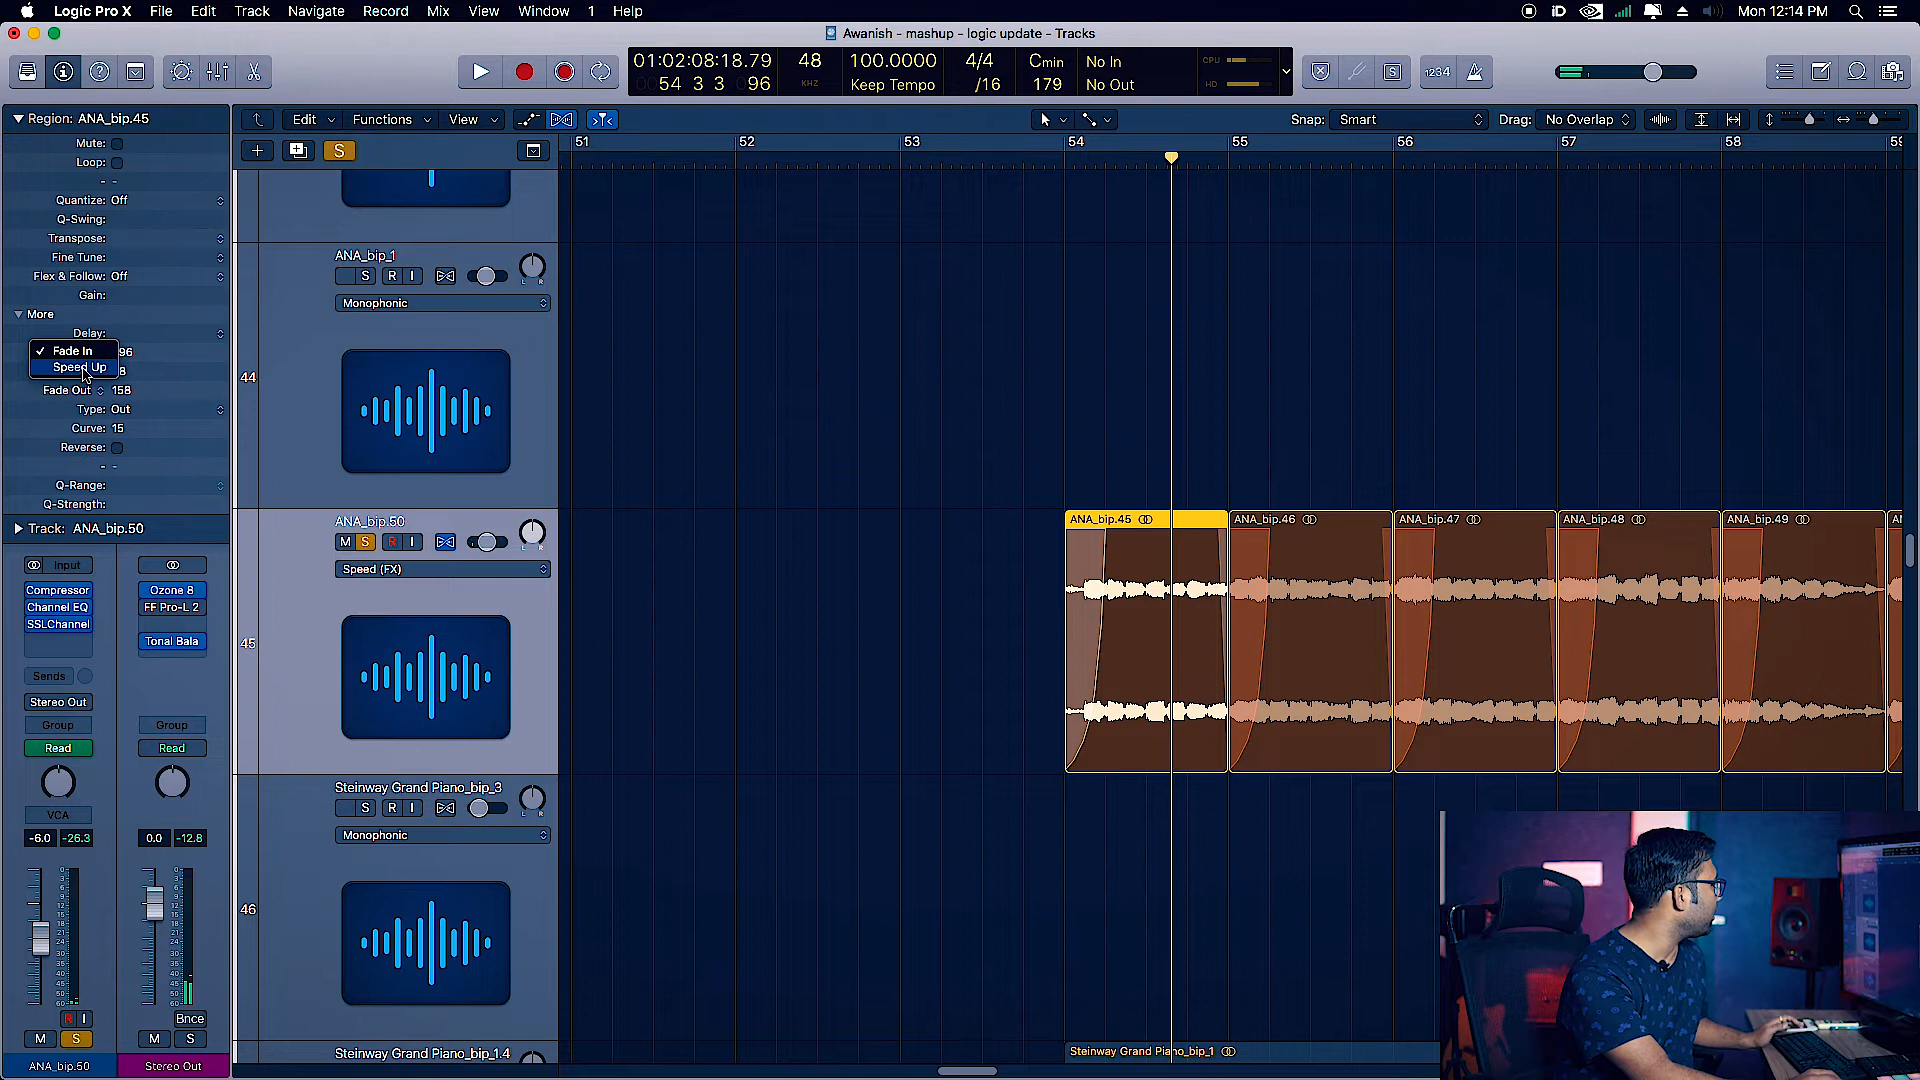 Logic Pro X File Edit Track Navigate Record Mix View Window 1 Help
iD Mon 12:14 PM
Awanish - mashup - logic update - Tracks
01:02:08:18.79 48 100.0000 4/4 Cmin No In CPU
54 3 3 096 KHZ Keep Tempo /16 179 No Out HD
S 1234
Region: ANA_bip.45
Mute:
Loop:
- -
Quantize: Off
Q-Swing:
Transpose:
Fine Tune:
Flex & Follow: Off
Gain:
More
Delay:
✓ Fade In 96
Speed Up 8
Fade Out 158
Type: Out
Curve: 15
Reverse:
- -
Q-Range:
Q-Strength:
Track: ANA_bip.50
Input
Compressor Ozone 8
Channel EQ FF Pro-L 2
SSLChannel
Tonal Bala
Sends
Stereo Out
Group Group
Read Read
VCA
-6.0 -26.3 0.0 -12.8
R I Bnce
M S M S
ANA_bip.50 Stereo Out
Edit Functions View Snap: Smart Drag: No Overlap
+ S
51 52 53 54 55 56 57 58 59
ANA_bip_1
S R I L R
Monophonic
44
ANA_bip.50
M S R I L R
Speed (FX)
45
ANA_bip.45 ANA_bip.46 ANA_bip.47 ANA_bip.48 ANA_bip.49
Steinway Grand Piano_bip_3
S R I L R
Monophonic
46
Steinway Grand Piano_bip_1.4
Steinway Grand Piano_bip_1